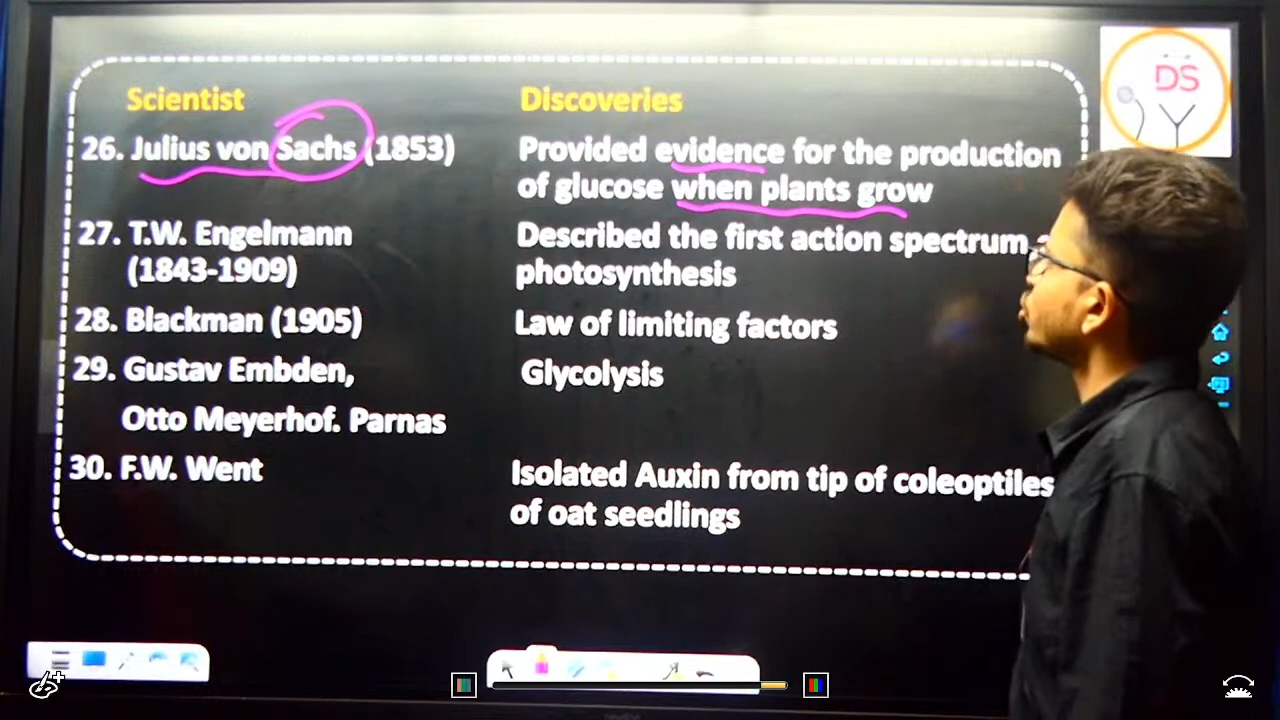 Scientist Discoveries
26. Julius von Sachs (1853) Provided evidence for the production
of glucose when plants grow
27. T.W. Engelmann Described the first action spectrum
(1843-1909) photosynthesis
28. Blackman (1905) Law of limiting factors
29. Gustav Embden, Glycolysis
Otto Meyerhof. Parnas
30. F.W. Went Isolated Auxin from tip of coleoptiles
of oat seedlings
DS